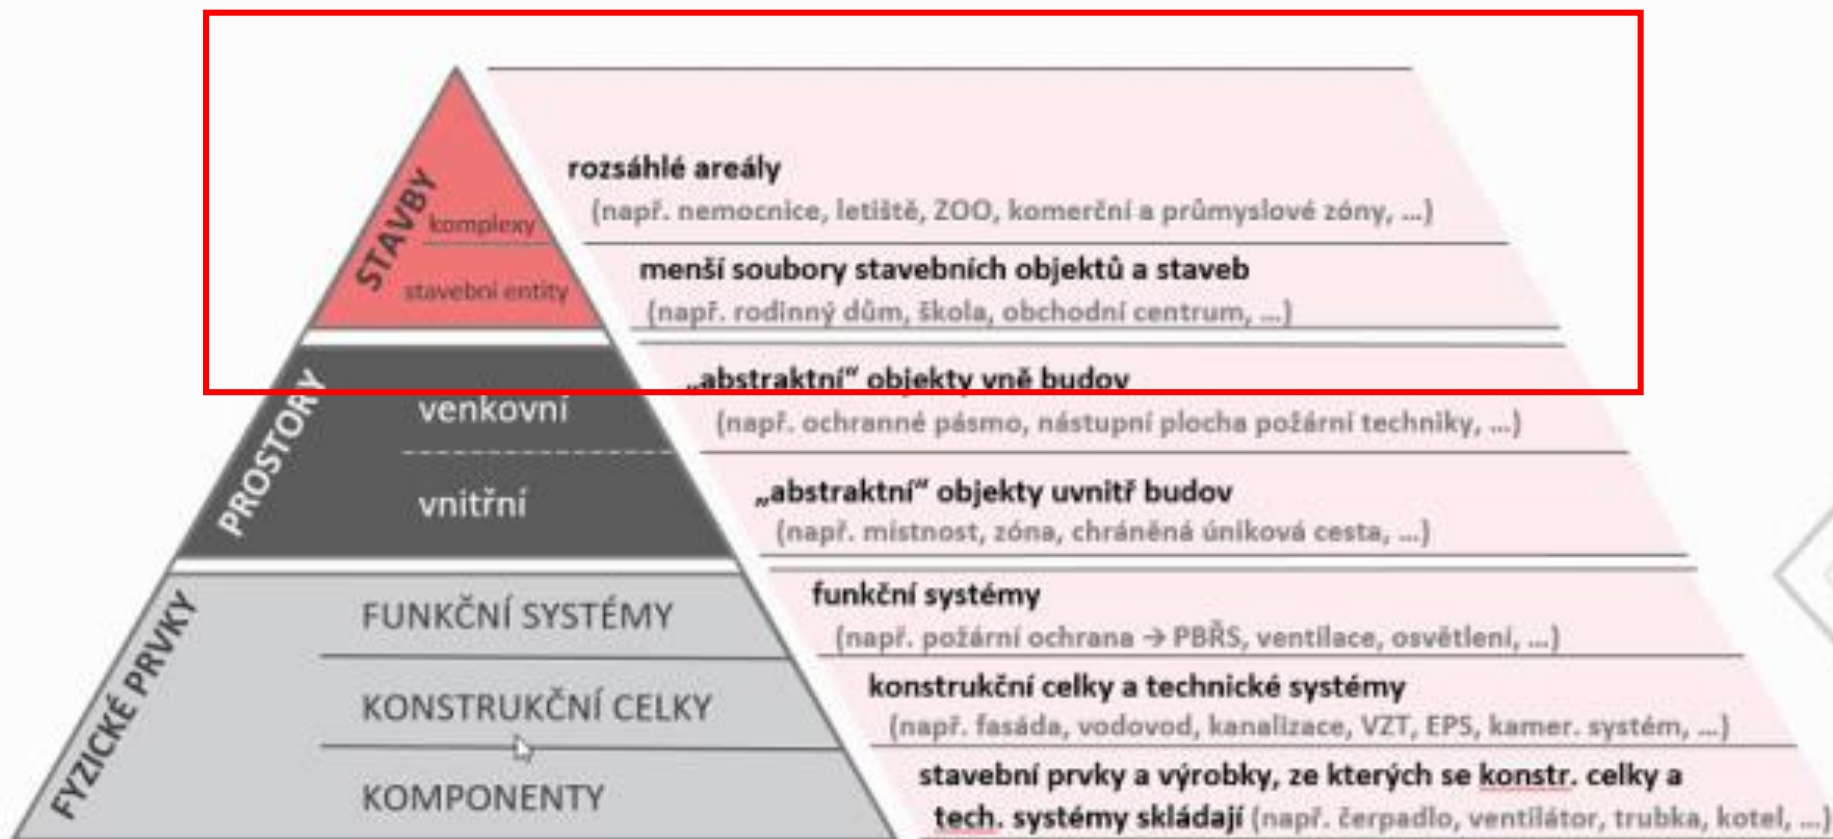 STAVBY
komplexy
rozsáhlé areály
(např. nemocnice, letiště, ZOO, komerční a průmyslové zóny, ...)
stavební entity
menší soubory stavebních objektů a staveb
(např. rodinný dům, škola, obchodní centrum, ...)
PROSTORY
venkovní
„abstraktní“ objekty vně budov
(např. ochranné pásmo, nástupní plocha požární techniky, ...)
vnitřní
„abstraktní“ objekty uvnitř budov
(např. místnost, zóna, chráněná úniková cesta, ...)
FYZICKÉ PRVKY
FUNKČNÍ SYSTÉMY
funkční systémy
(např. požární ochrana → PBŘS, ventilace, osvětlení, ...)
KONSTRUKČNÍ CELKY
konstrukční celky a technické systémy
(např. fasáda, vodovod, kanalizace, VZT, EPS, kamer. systém, ...)
KOMPONENTY
stavební prvky a výrobky, ze kterých se konstr. celky a
tech. systémy skládají (např. čerpadlo, ventilátor, trubka, kotel, ...)